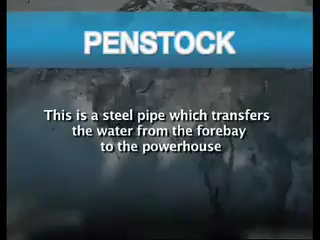 PENSTOCK
This is a steel pipe which transfers
the water from the forebay
to the powerhouse